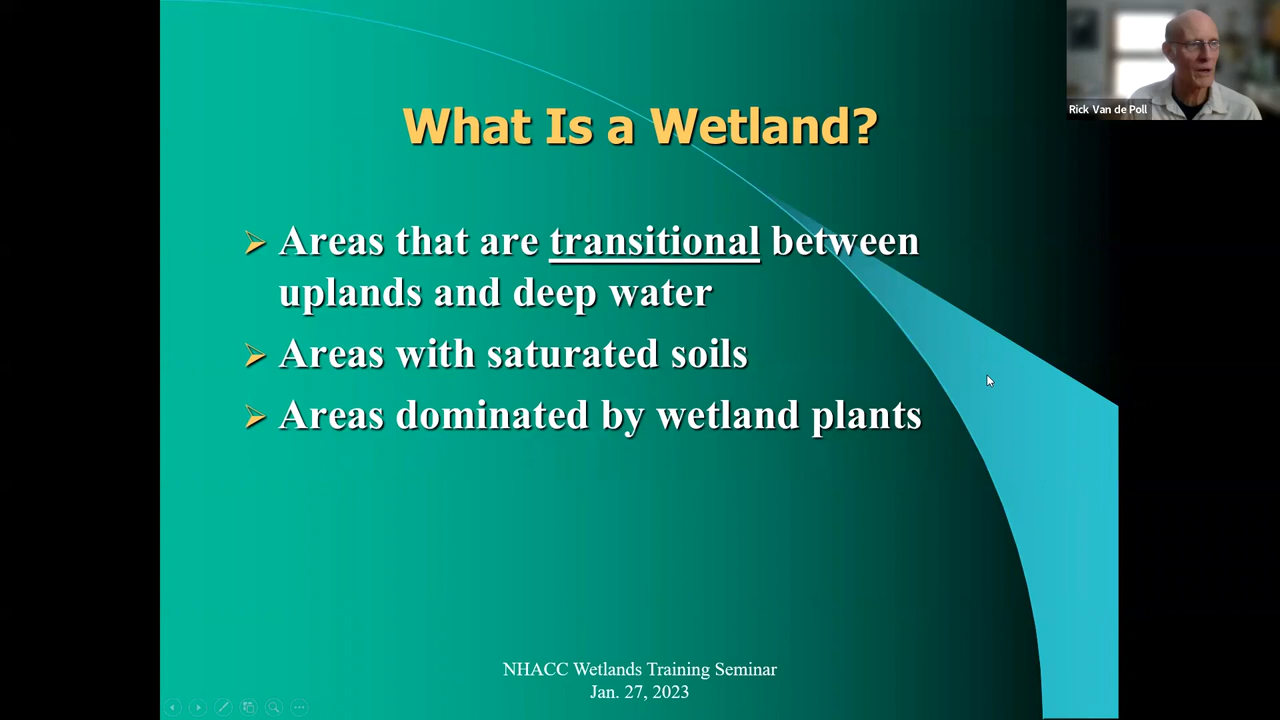 Rick Van de Poll
What Is a Wetland?
Areas that are transitional between
uplands and deep water
Areas with saturated soils
Areas dominated by wetland plants
NHACC Wetlands Training Seminar
Jan. 27, 2023